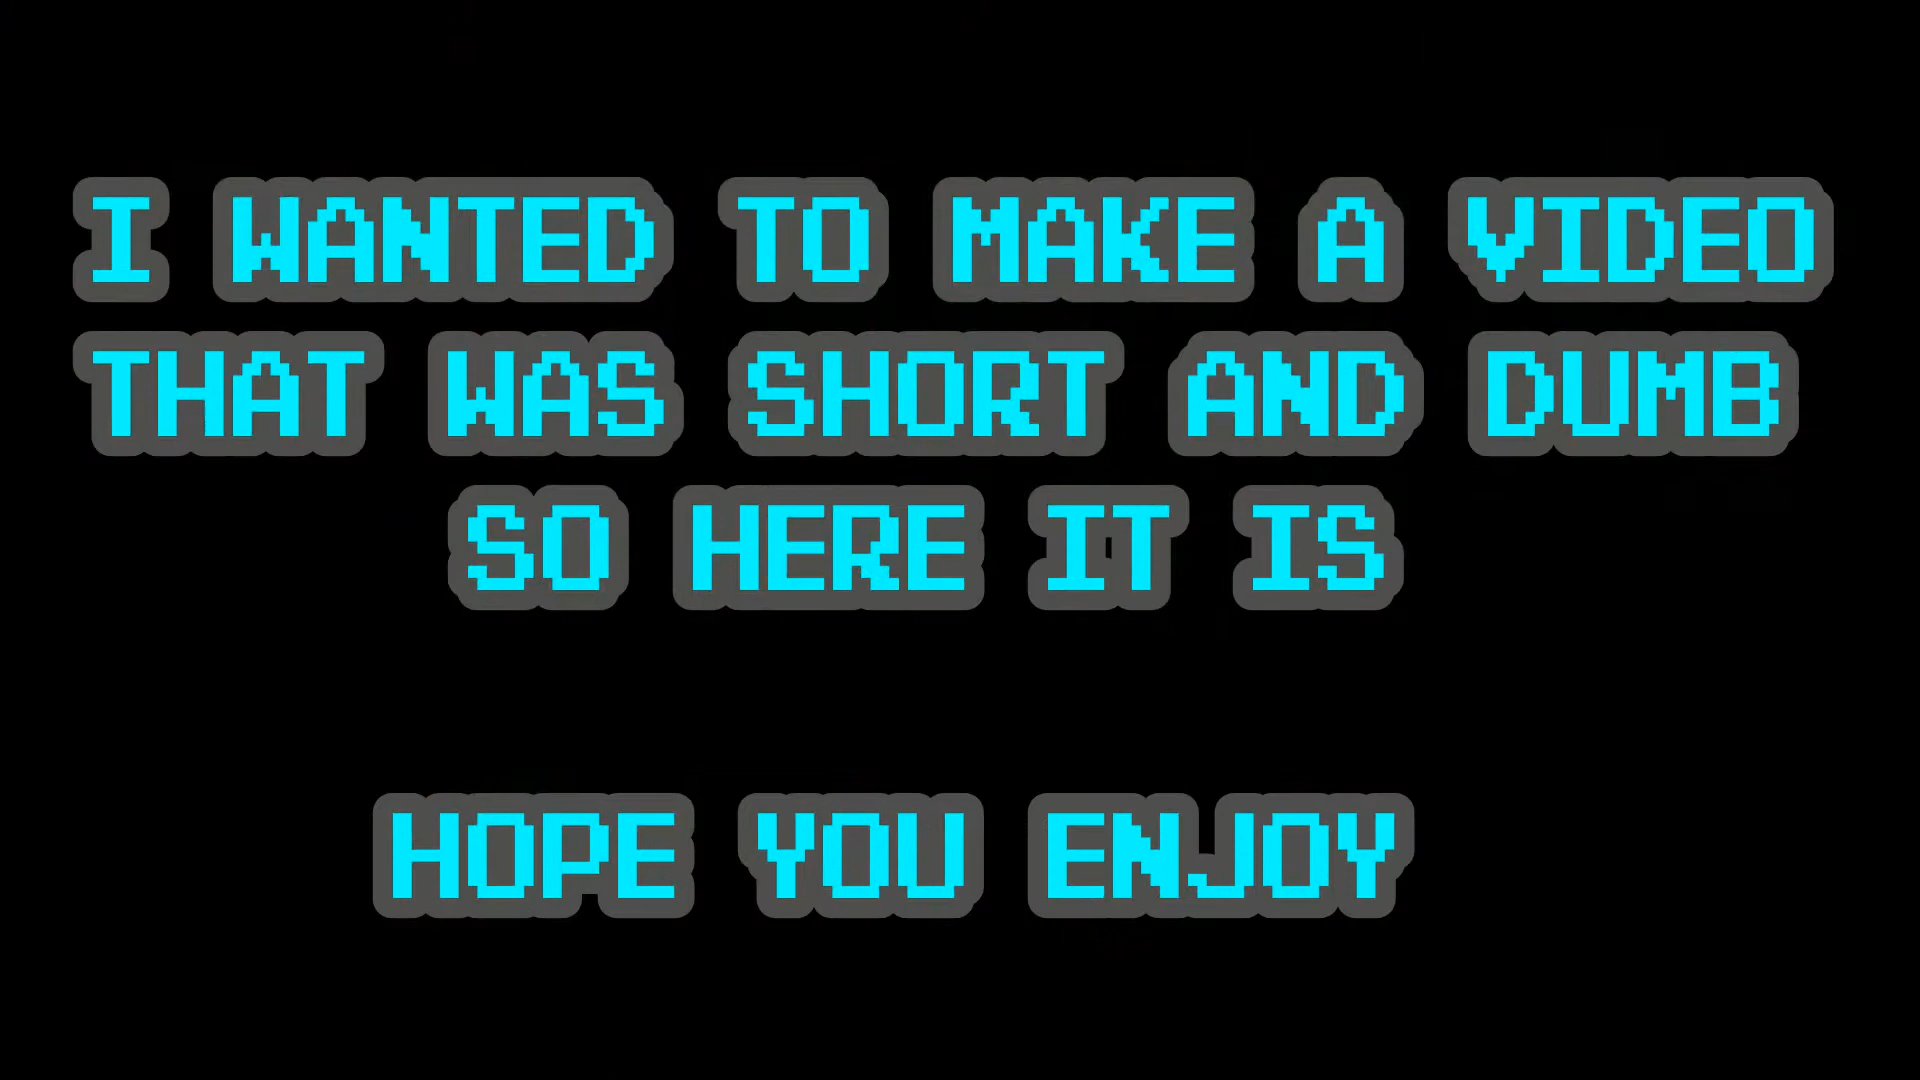 I WANTED TO MAKE A VIDEO
THAT WAS SHORT AND DUMB
SO HERE IT IS
HOPE YOU ENJOY